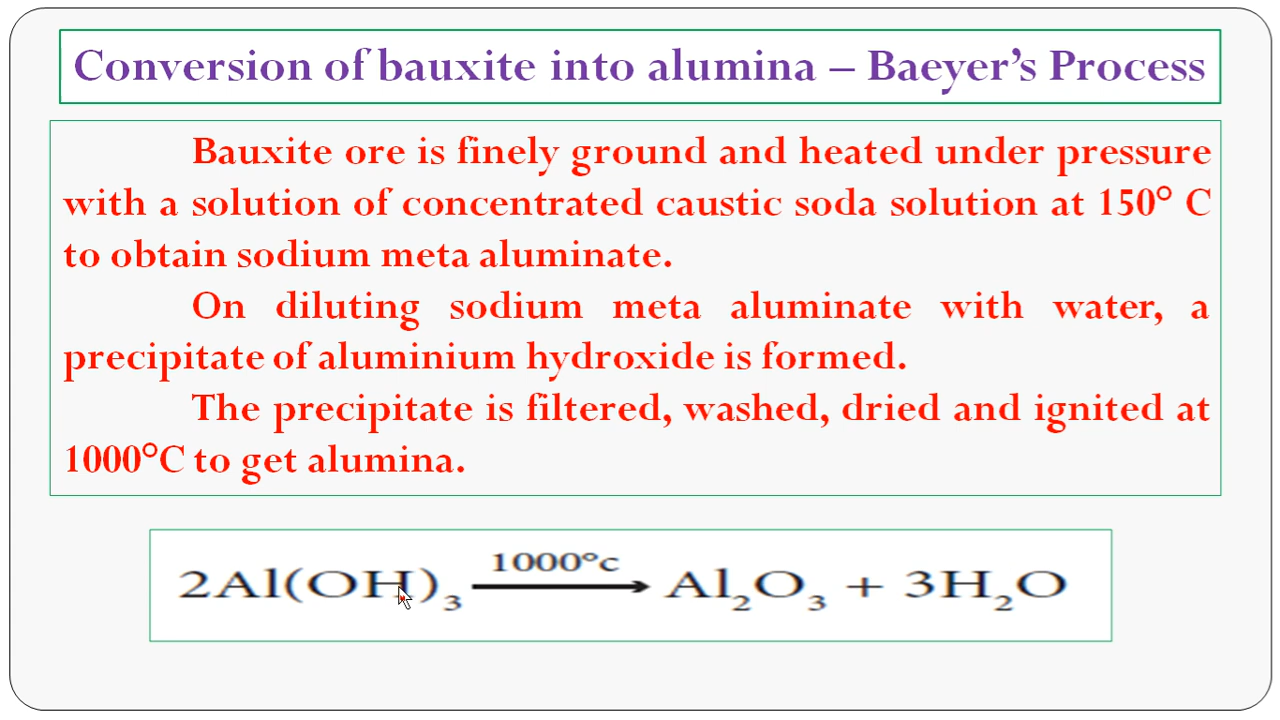 Conversion of bauxite into alumina – Baeyer's Process
Bauxite ore is finely ground and heated under pressure
with a solution of concentrated caustic soda solution at 150° C
to obtain sodium meta aluminate.
On diluting sodium meta aluminate with water, a
precipitate of aluminium hydroxide is formed.
The precipitate is filtered, washed, dried and ignited at
1000°C to get alumina.
1000°c
2Al(OH)₃ ⟶ Al₂O₃ + 3H₂O